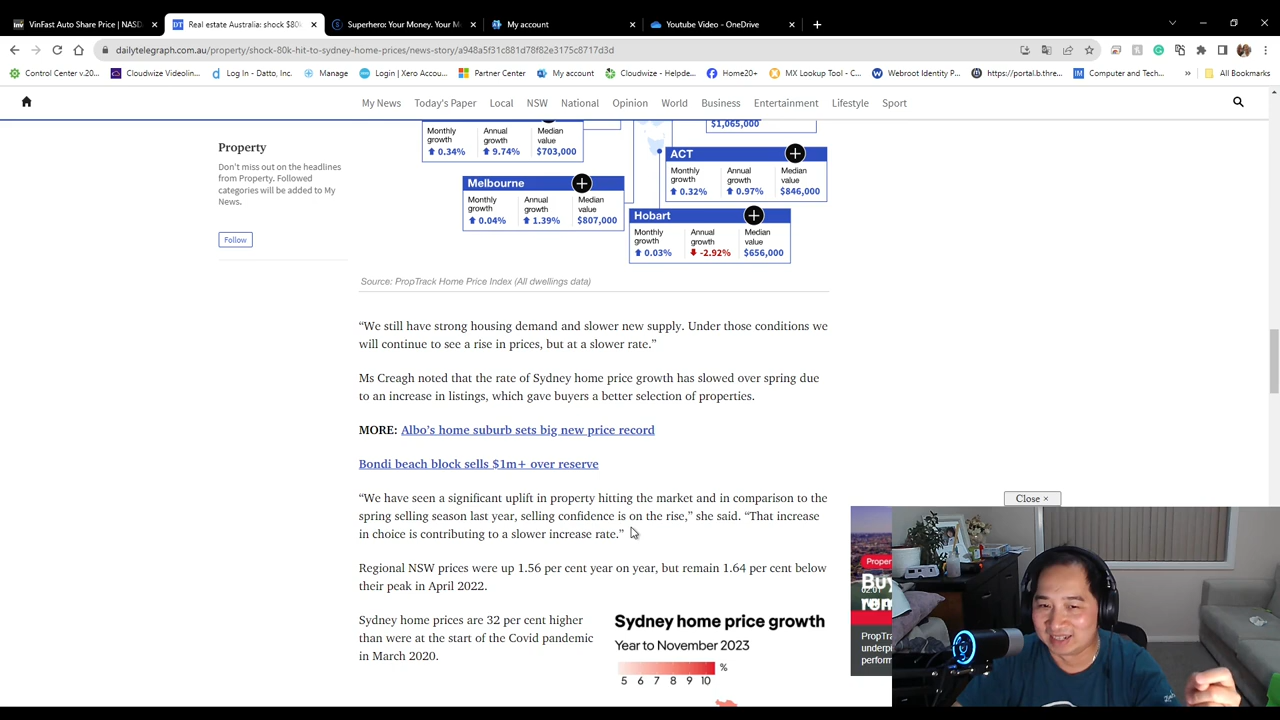 VinFast Auto Share Price | NASD
Real estate Australia: shock $80k
Superhero: Your Money. Your M
My account
Youtube Video - OneDrive
dailytelegraph.com.au/property/shock-80k-hit-to-sydney-home-prices/news-story/a948a5f31c881d78f82e3175c8717d3d
Control Center v.20...
Cloudwize Videolin...
Log In - Datto, Inc.
Manage
Login | Xero Accou...
Partner Center
My account
Cloudwize - Helpde...
Home20+
MX Lookup Tool - C...
Webroot Identity P...
https://portal.b.thre...
Computer and Tech...
»
All Bookmarks
My News
Today's Paper
Local
NSW
National
Opinion
World
Business
Entertainment
Lifestyle
Sport
Property
Don't miss out on the headlines
from Property. Followed
categories will be added to My
News.
Follow
Monthly growth
0.34%
Annual growth
9.74%
Median value
$703,000
$1,065,000
ACT
Monthly growth
0.32%
Annual growth
0.97%
Median value
$846,000
Melbourne
Monthly growth
0.04%
Annual growth
1.39%
Median value
$807,000
Hobart
Monthly growth
0.03%
Annual growth
-2.92%
Median value
$656,000
Source: PropTrack Home Price Index (All dwellings data)
“We still have strong housing demand and slower new supply. Under those conditions we
will continue to see a rise in prices, but at a slower rate.”
Ms Creagh noted that the rate of Sydney home price growth has slowed over spring due
to an increase in listings, which gave buyers a better selection of properties.
MORE: Albo’s home suburb sets big new price record
Bondi beach block sells $1m+ over reserve
“We have seen a significant uplift in property hitting the market and in comparison to the
spring selling season last year, selling confidence is on the rise,” she said. “That increase
in choice is contributing to a slower increase rate.”
Regional NSW prices were up 1.56 per cent year on year, but remain 1.64 per cent below
their peak in April 2022.
Sydney home prices are 32 per cent higher
than were at the start of the Covid pandemic
in March 2020.
Sydney home price growth
Year to November 2023
%
5 6 7 8 9 10
Close ×
02:01
PropTra
underpi
perform